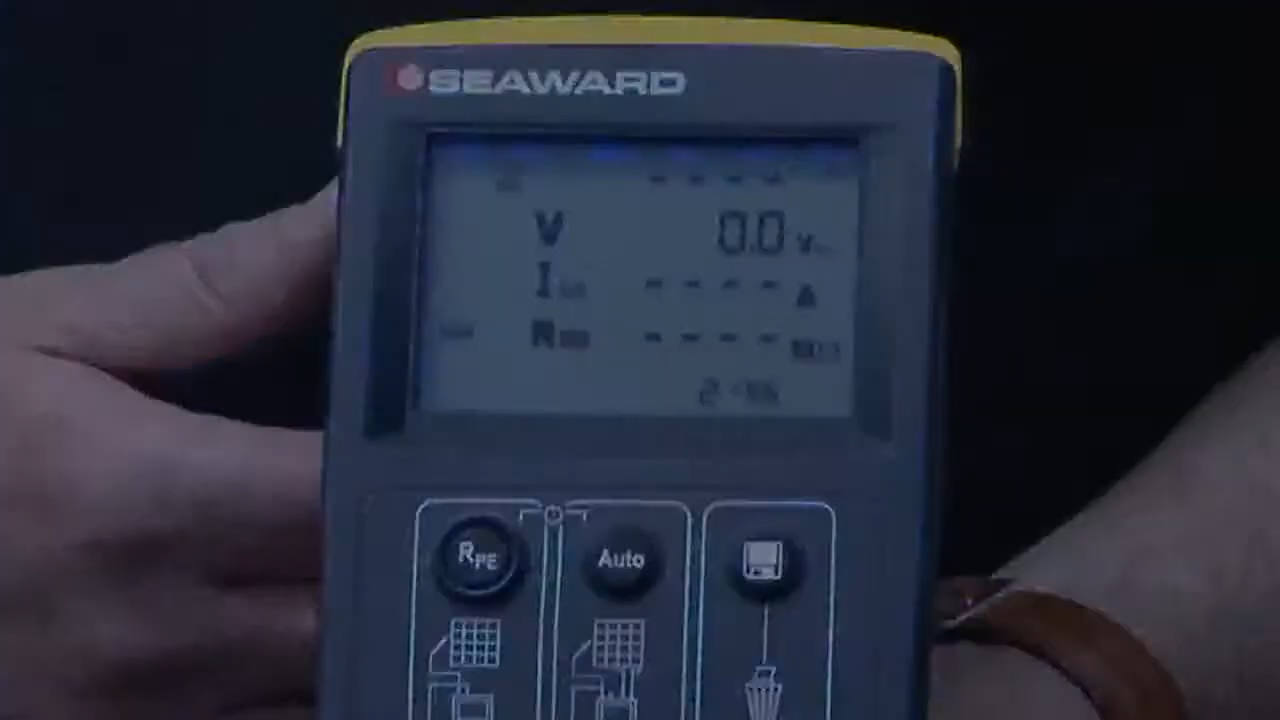 SEAWARD
- - - -
V 0.0 V
I - - - - A
R - - - -
RPE Auto